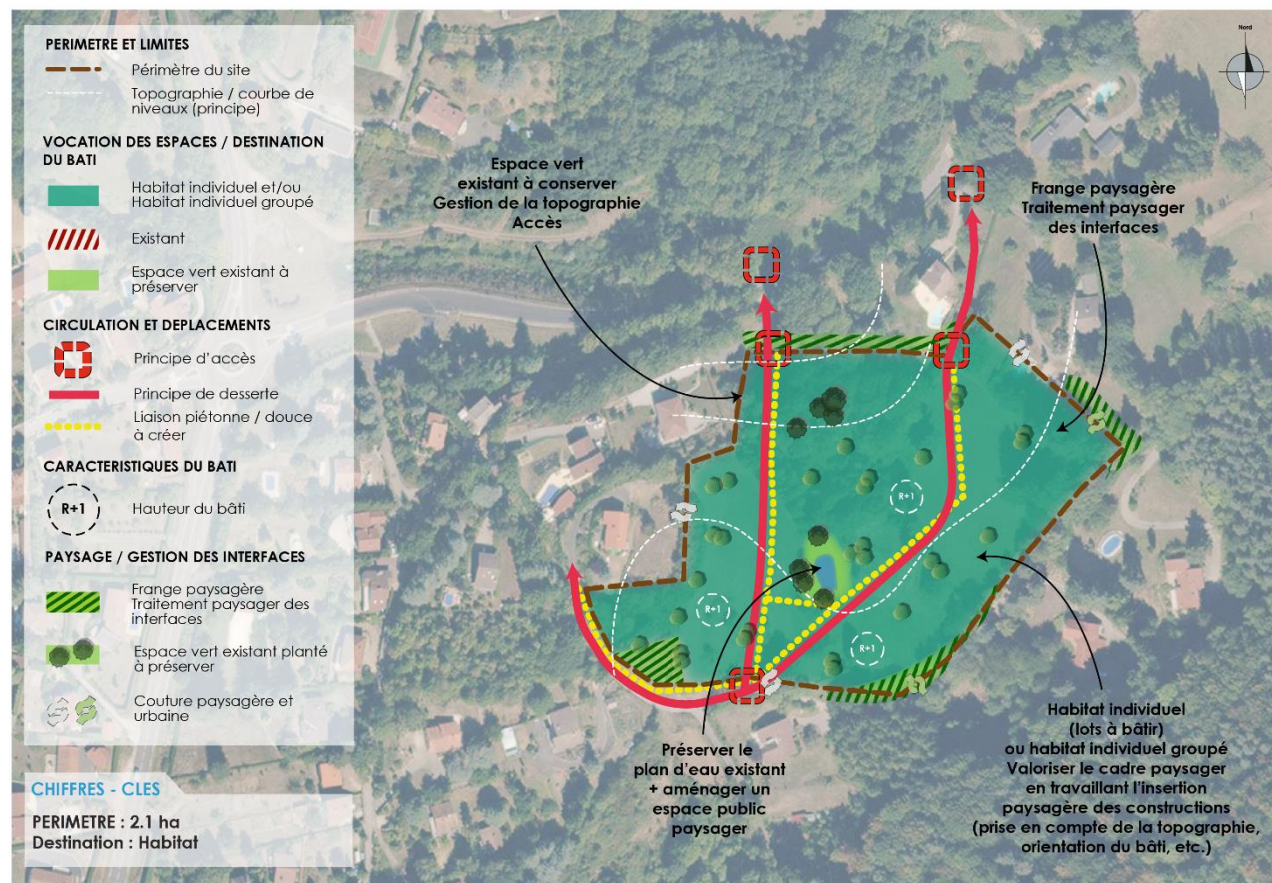 PERIMETRE ET LIMITES
Périmètre du site
Topographie / courbe de
niveaux (principe)
VOCATION DES ESPACES / DESTINATION
DU BATI
Habitat individuel et/ou
Habitat individuel groupé
Existant
Espace vert existant à
préserver
CIRCULATION ET DEPLACEMENTS
Principe d'accès
Principe de desserte
Liaison piétonne / douce
à créer
CARACTERISTIQUES DU BATI
R+1
Hauteur du bâti
PAYSAGE / GESTION DES INTERFACES
Frange paysagère
Traitement paysager des
interfaces
Espace vert existant planté
à préserver
Couture paysagère et
urbaine
CHIFFRES - CLES
PERIMETRE : 2.1 ha
Destination : Habitat
Nord
Espace vert
existant à conserver
Gestion de la topographie
Accès
Frange paysagère
Traitement paysager
des interfaces
R+1
R+1
R+1
Préserver le
plan d'eau existant
+ aménager un
espace public
paysager
Habitat individuel
(lots à bâtir)
ou habitat individuel groupé
Valoriser le cadre paysager
en travaillant l'insertion
paysagère des constructions
(prise en compte de la topographie,
orientation du bâti, etc.)